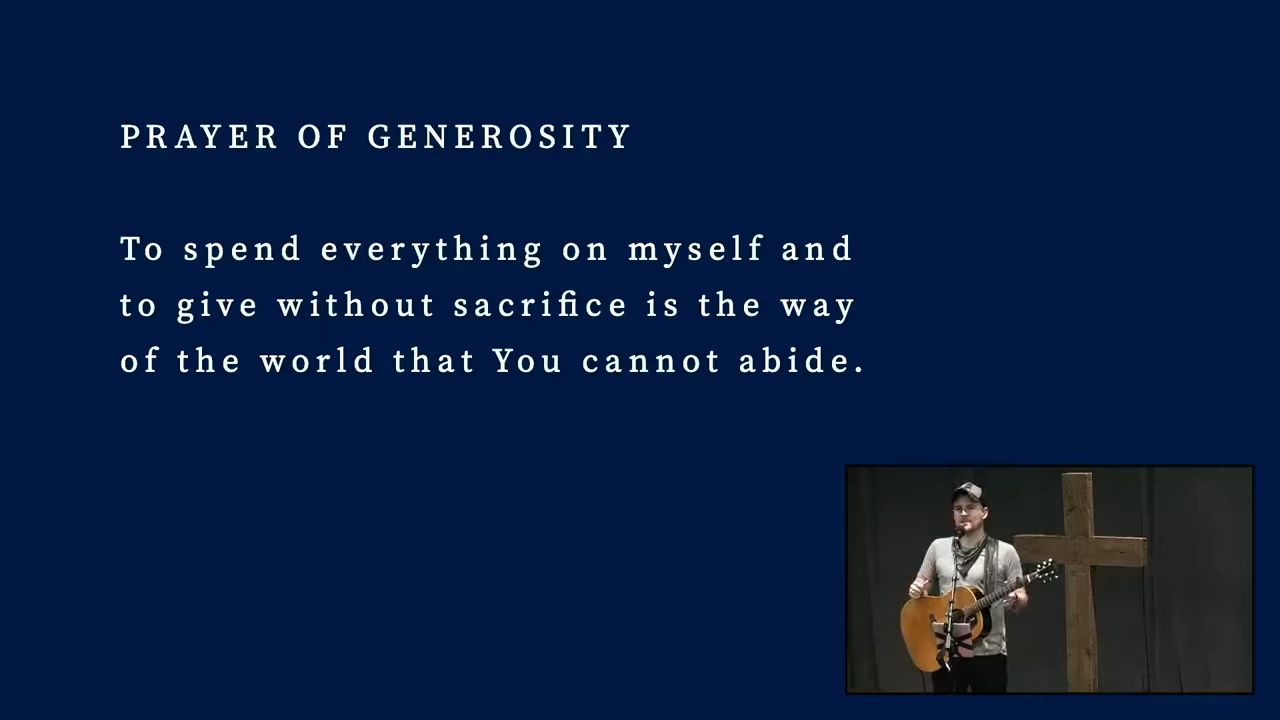 PRAYER OF GENEROSITY
To spend everything on myself and
to give without sacrifice is the way
of the world that You cannot abide.